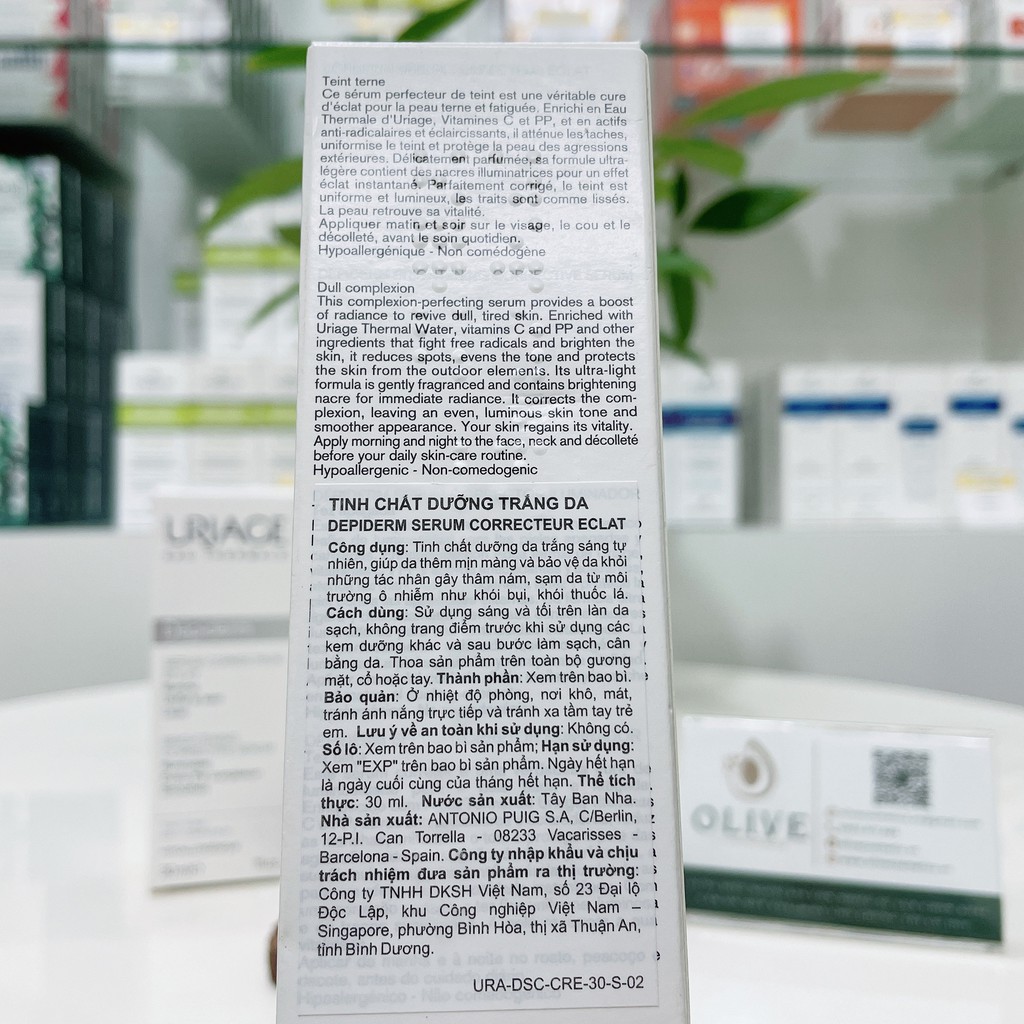 Teint terne
Ce sérum perfecteur de teint est une véritable cure
d'éclat pour la peau terne et fatiguée. Enrichi en Eau
Thermale d'Uriage, Vitamines C et PP, et en actifs
anti-radicalaires et éclaircissants, il atténue les taches,
uniformise le teint et protège la peau des agressions
extérieures. Délicatement parfumée, sa formule ultra-
légère contient des nacres illuminatrices pour un effet
éclat instantané. Parfaitement corrigé, le teint est
uniforme et lumineux, les traits sont comme lissés.
La peau retrouve sa vitalité.
Appliquer matin et soir sur le visage, le cou et le
décolleté, avant le soin quotidien.
Hypoallergénique - Non comédogène
Dull complexion
This complexion-perfecting serum provides a boost
of radiance to revive dull, tired skin. Enriched with
Uriage Thermal Water, vitamins C and PP and other
ingredients that fight free radicals and brighten the
skin, it reduces spots, evens the tone and protects
the skin from the outdoor elements. Its ultra-light
formula is gently fragranced and contains brightening
nacre for immediate radiance. It corrects the com-
plexion, leaving an even, luminous skin tone and
smoother appearance. Your skin regains its vitality.
Apply morning and night to the face, neck and décolleté
before your daily skin-care routine.
Hypoallergenic - Non-comedogenic
TINH CHẤT DƯỠNG TRẮNG DA
DEPIDERM SERUM CORRECTEUR ECLAT
Công dụng: Tinh chất dưỡng da trắng sáng tự
nhiên, giúp da thêm mịn màng và bảo vệ da khỏi
những tác nhân gây thâm nám, sạm da từ môi
trường ô nhiễm như khói bụi, khói thuốc lá.
Cách dùng: Sử dụng sáng và tối trên làn da
sạch, không trang điểm trước khi sử dụng các
kem dưỡng khác và sau bước làm sạch, cân
bằng da. Thoa sản phẩm trên toàn bộ gương
mặt, cổ hoặc tay. Thành phần: Xem trên bao bì.
Bảo quản: Ở nhiệt độ phòng, nơi khô, mát,
tránh ánh nắng trực tiếp và tránh xa tầm tay trẻ
em. Lưu ý về an toàn khi sử dụng: Không có.
Số lô: Xem trên bao bì sản phẩm; Hạn sử dụng:
Xem "EXP" trên bao bì sản phẩm. Ngày hết hạn
là ngày cuối cùng của tháng hết hạn. Thể tích
thực: 30 ml. Nước sản xuất: Tây Ban Nha.
Nhà sản xuất: ANTONIO PUIG S.A, C/Berlin,
12-P.I. Can Torrella - 08233 Vacarisses -
Barcelona - Spain. Công ty nhập khẩu và chịu
trách nhiệm đưa sản phẩm ra thị trường:
Công ty TNHH DKSH Việt Nam, số 23 Đại lộ
Độc Lập, khu Công nghiệp Việt Nam –
Singapore, phường Bình Hòa, thị xã Thuận An,
tỉnh Bình Dương.
URA-DSC-CRE-30-S-02
URIAGE
OLIVE